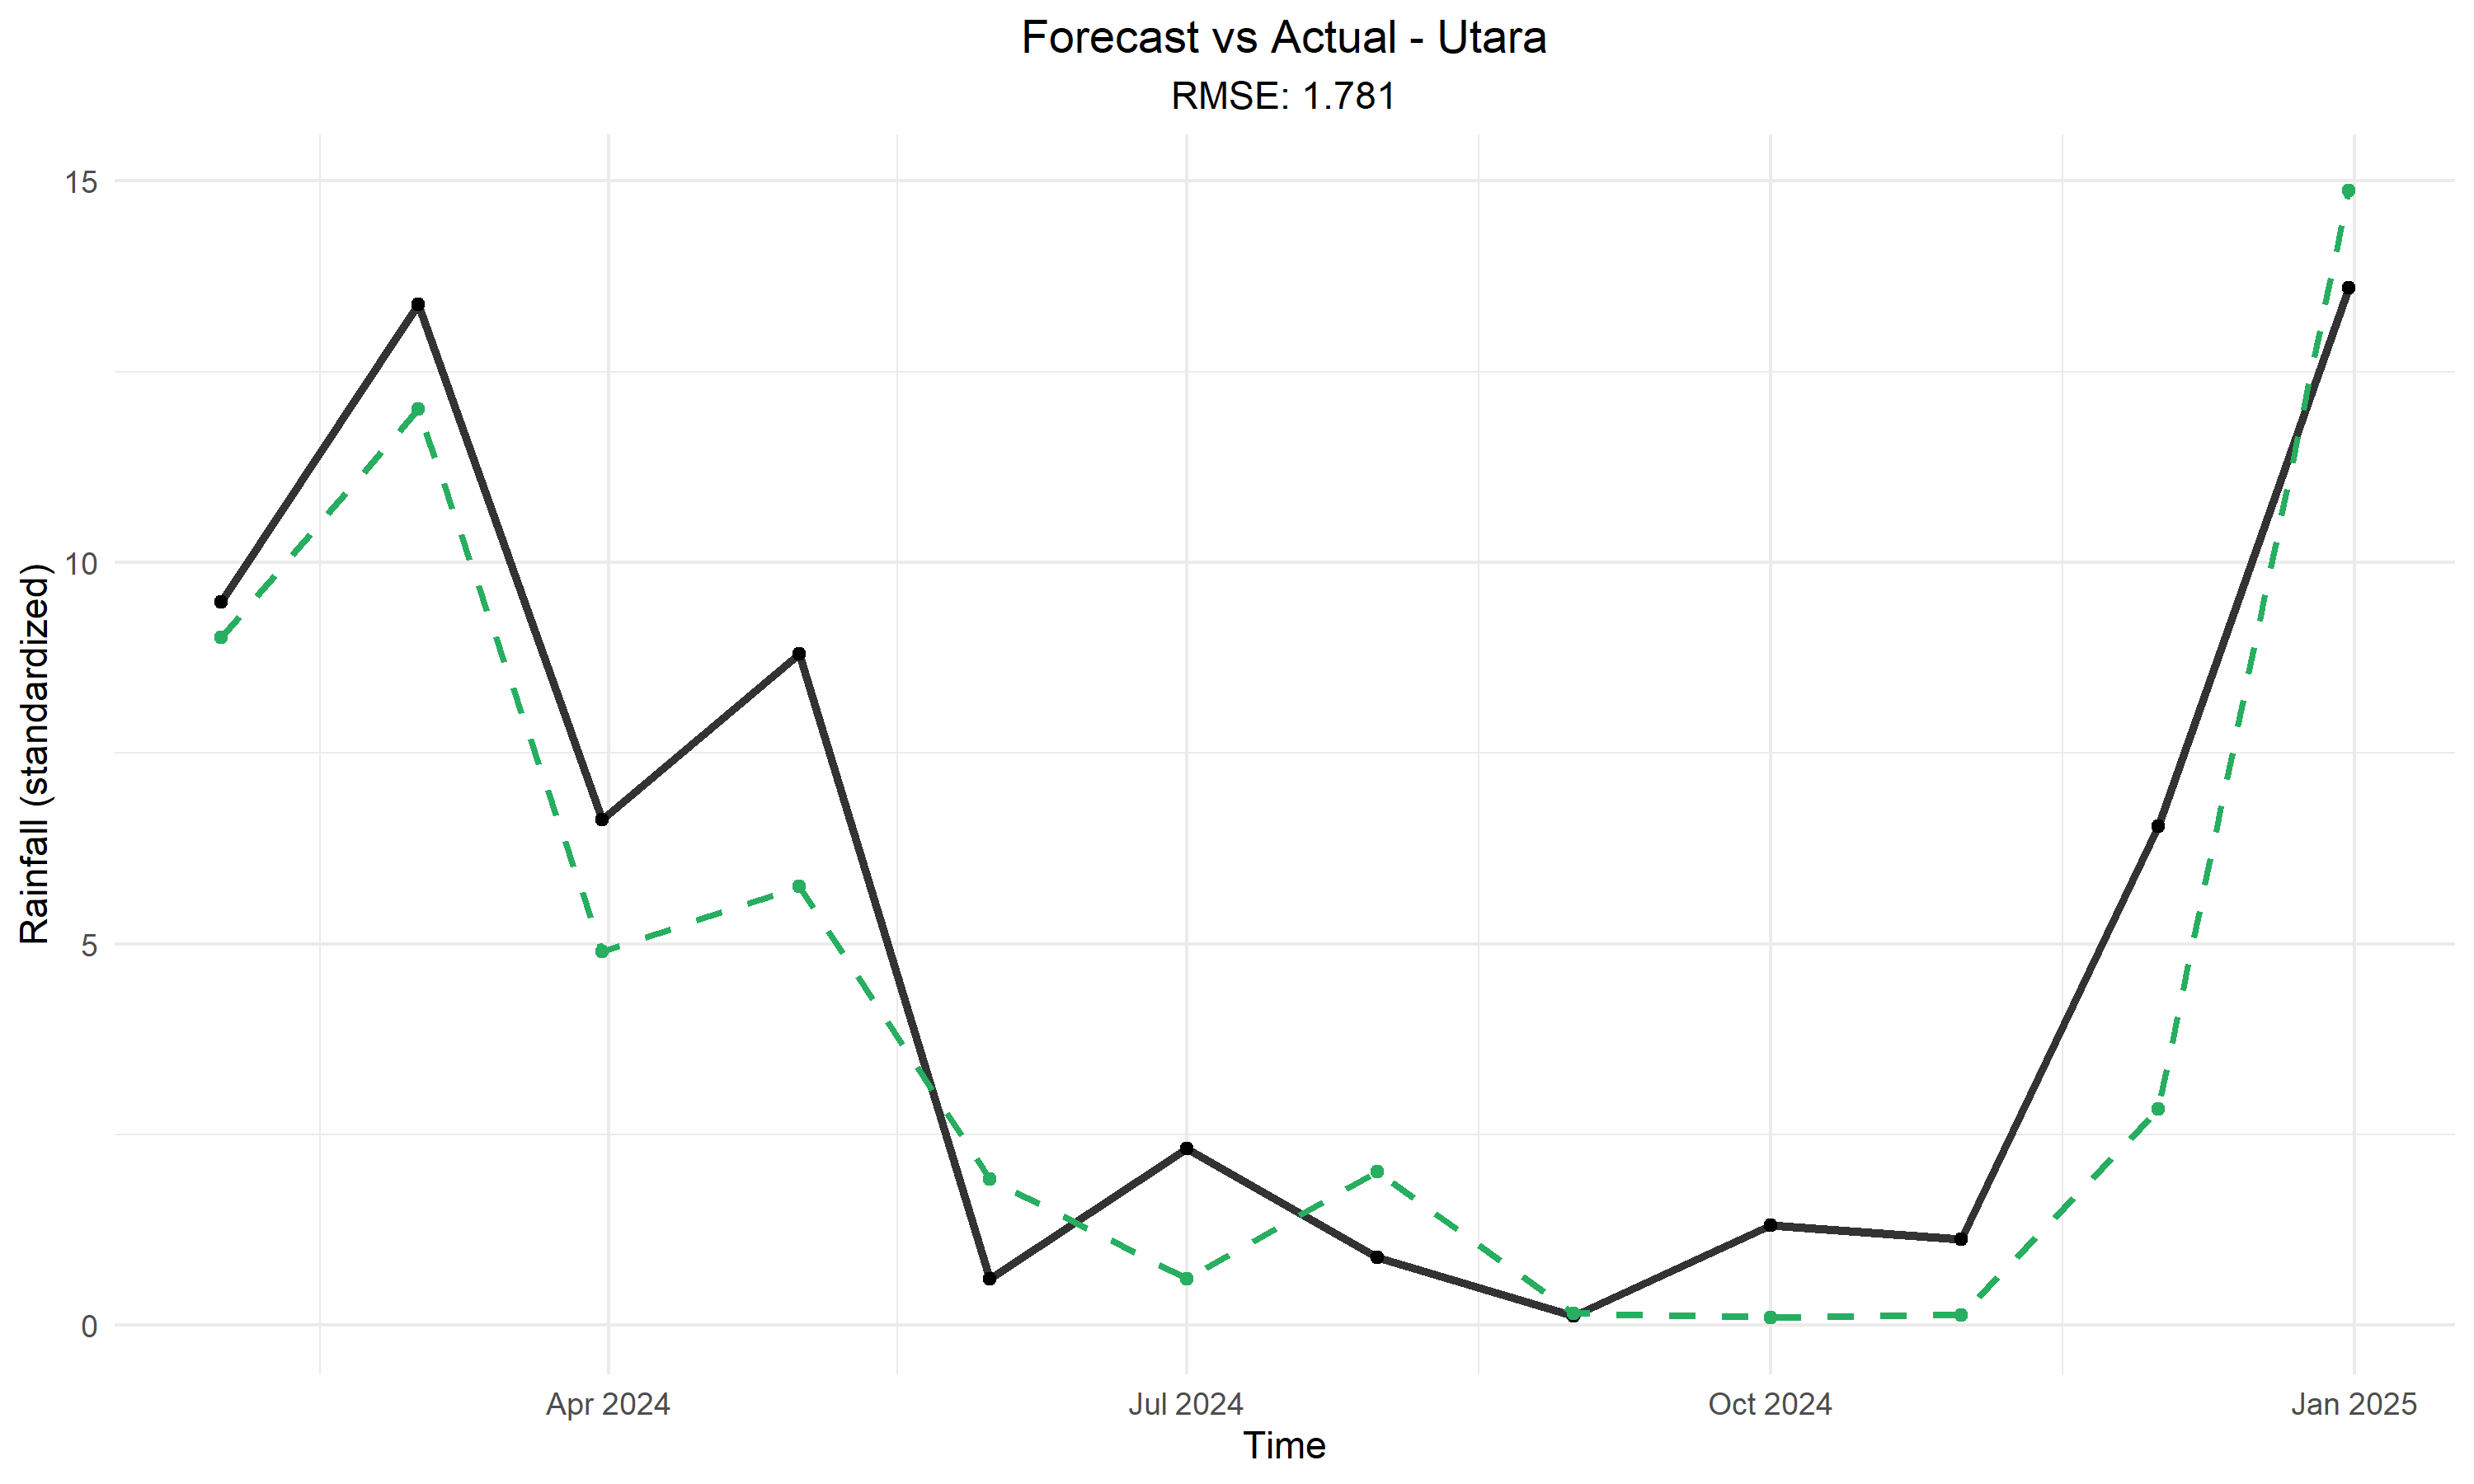 Forecast vs Actual - Utara
RMSE: 1.781
Rainfall (standardized)
15
10
5
0
Apr 2024
Jul 2024
Oct 2024
Jan 2025
Time